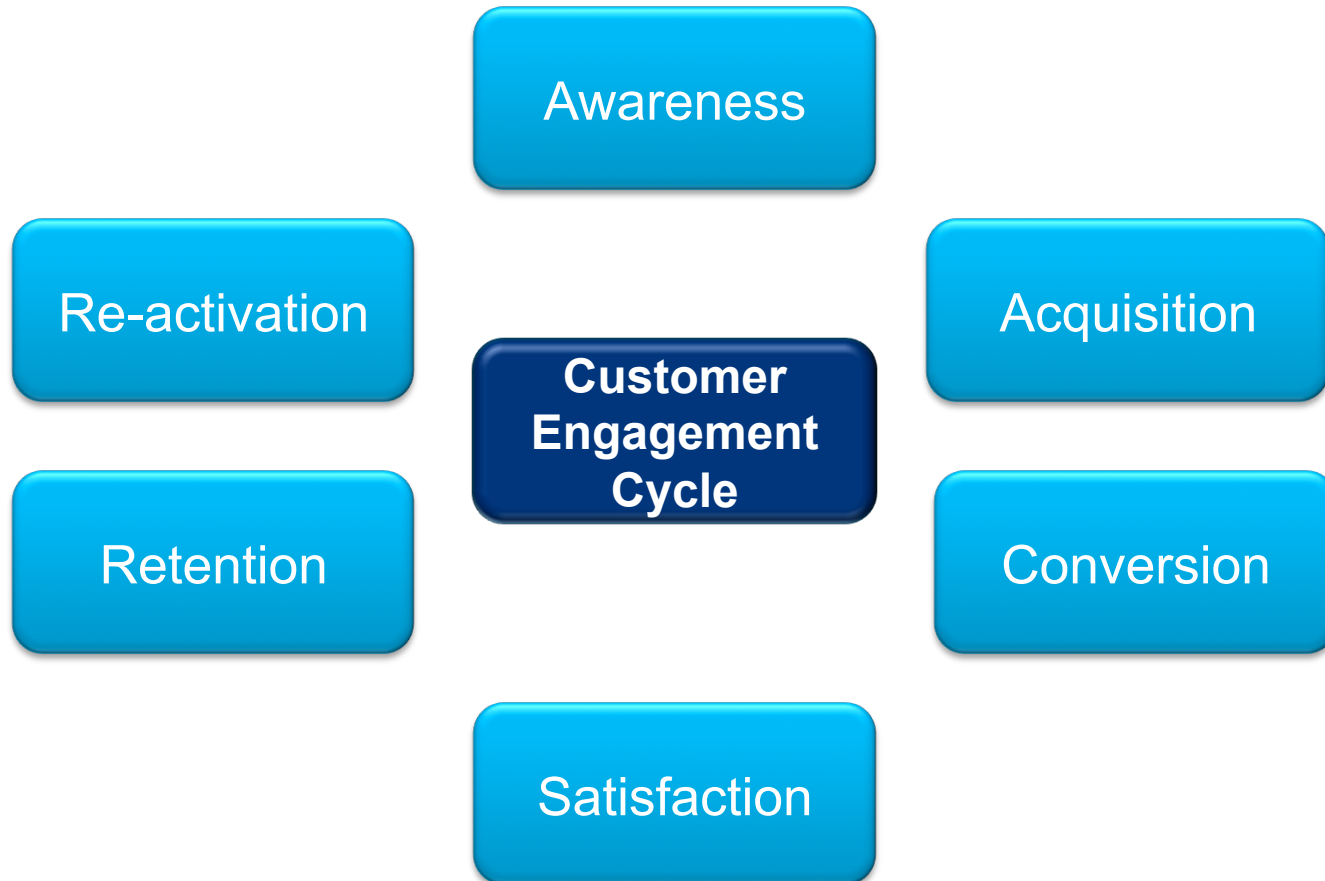 Awareness
Re-activation
Acquisition
Customer
Engagement
Cycle
Retention
Conversion
Satisfaction